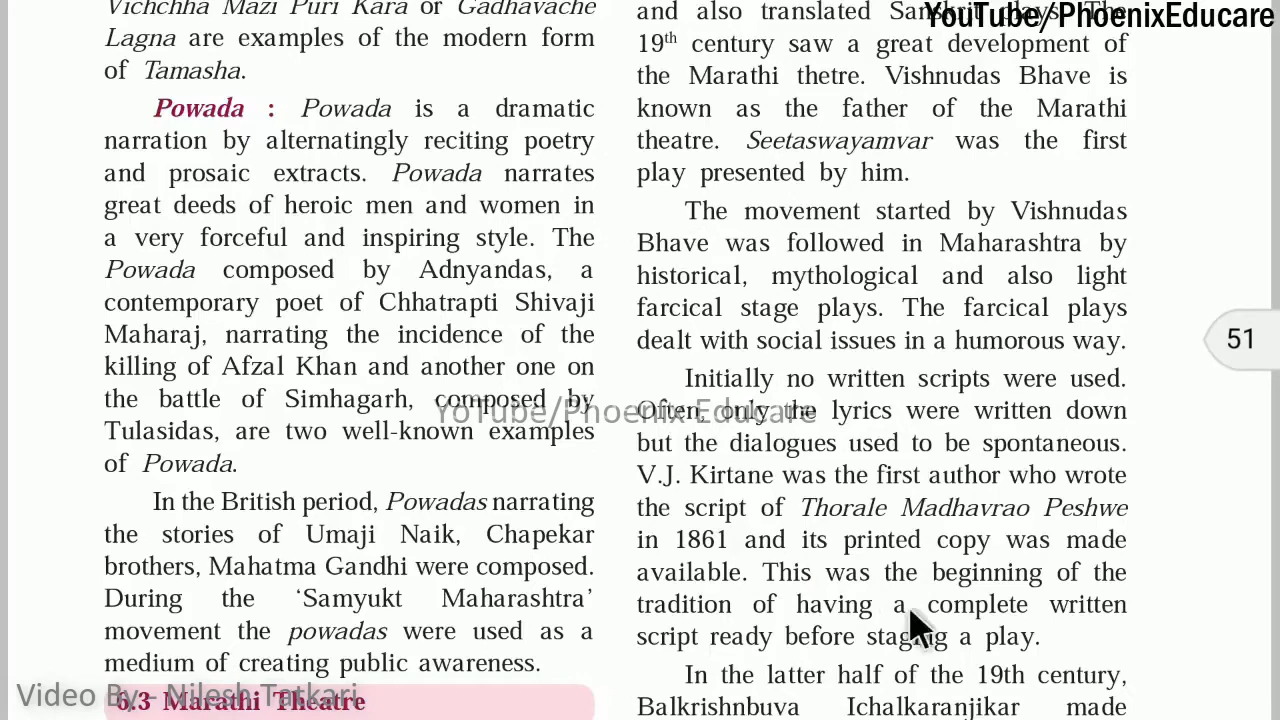 Vichchha Mazi Puri Kara or Gadhavache
Lagna are examples of the modern form
of Tamasha.
Powada : Powada is a dramatic
narration by alternatingly reciting poetry
and prosaic extracts. Powada narrates
great deeds of heroic men and women in
a very forceful and inspiring style. The
Powada composed by Adnyandas, a
contemporary poet of Chhatrapti Shivaji
Maharaj, narrating the incidence of the
killing of Afzal Khan and another one on
the battle of Simhagarh, composed by
Tulasidas, are two well-known examples
of Powada.
In the British period, Powadas narrating
the stories of Umaji Naik, Chapekar
brothers, Mahatma Gandhi were composed.
During the ‘Samyukt Maharashtra’
movement the powadas were used as a
medium of creating public awareness.
6.3 Marathi Theatre
and also translated Sanskrit plays. The
19th century saw a great development of
the Marathi thetre. Vishnudas Bhave is
known as the father of the Marathi
theatre. Seetaswayamvar was the first
play presented by him.
The movement started by Vishnudas
Bhave was followed in Maharashtra by
historical, mythological and also light
farcical stage plays. The farcical plays
dealt with social issues in a humorous way.
Initially no written scripts were used.
Often, only the lyrics were written down
but the dialogues used to be spontaneous.
V.J. Kirtane was the first author who wrote
the script of Thorale Madhavrao Peshwe
in 1861 and its printed copy was made
available. This was the beginning of the
tradition of having a complete written
script ready before staging a play.
In the latter half of the 19th century,
Balkrishnbuva Ichalkaranjikar made
YouTube/PhoenixEducare
51
YoTube/Phoenix Educare
Video By - Nilesh Tatkari